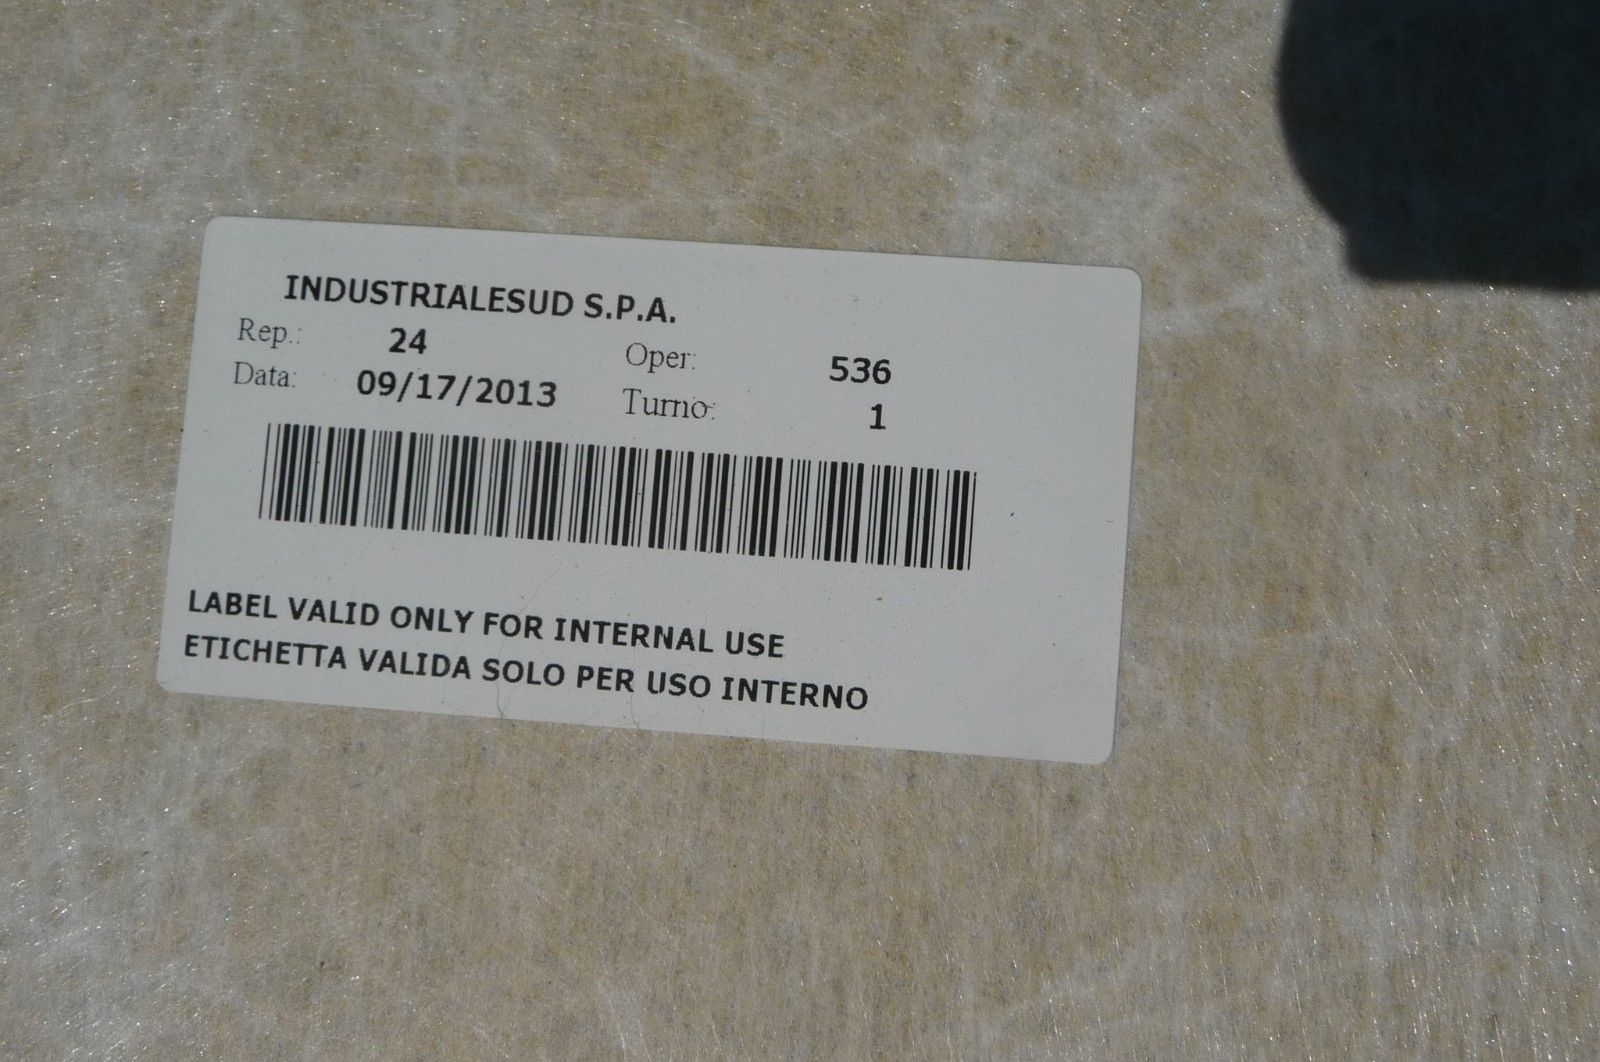 INDUSTRIALESUD S.P.A.
Rep.: 24 Oper: 536
Data: 09/17/2013 Turno: 1
LABEL VALID ONLY FOR INTERNAL USE
ETICHETTA VALIDA SOLO PER USO INTERNO